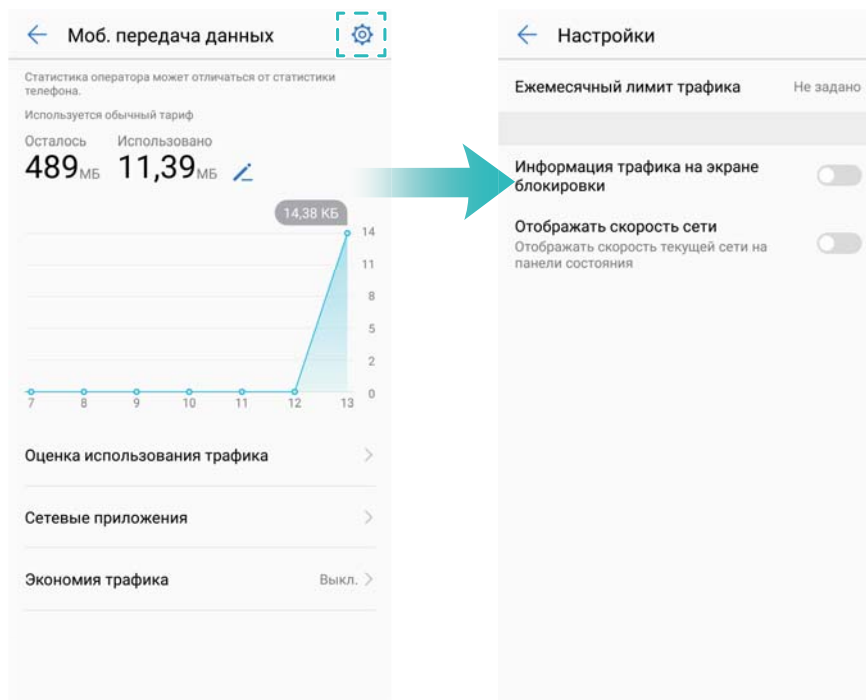 Моб. передача данных
Статистика оператора может отличаться от статистики
телефона.
Используется обычный тариф
Осталось Использовано
489МБ 11,39МБ
14,38 КБ
14
11
8
5
2
0
7 8 9 10 11 12 13
Оценка использования трафика
Сетевые приложения
Экономия трафика Выкл.
Настройки
Ежемесячный лимит трафика Не задано
Информация трафика на экране
блокировки
Отображать скорость сети
Отображать скорость текущей сети на
панели состояния